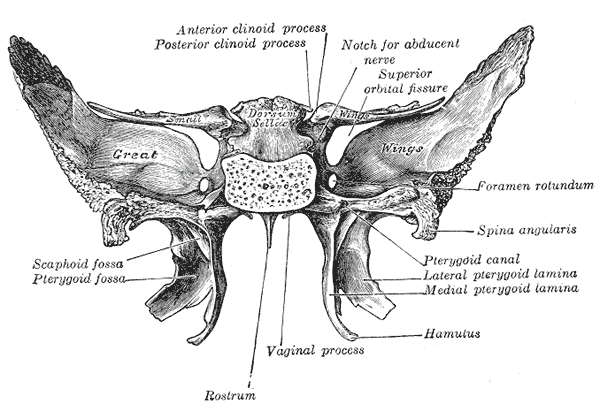 Anterior clinoid process
Posterior clinoid process
Notch for abducent
nerve
Superior
orbital fissure
Small
Dorsum
Sellæ
Wings
Great
Wings
Bone
Foramen rotundum
Spina angularis
Scaphoid fossa
Pterygoid fossa
Pterygoid canal
Lateral pterygoid lamina
Medial pterygoid lamina
Hamulus
Vaginal process
Rostrum